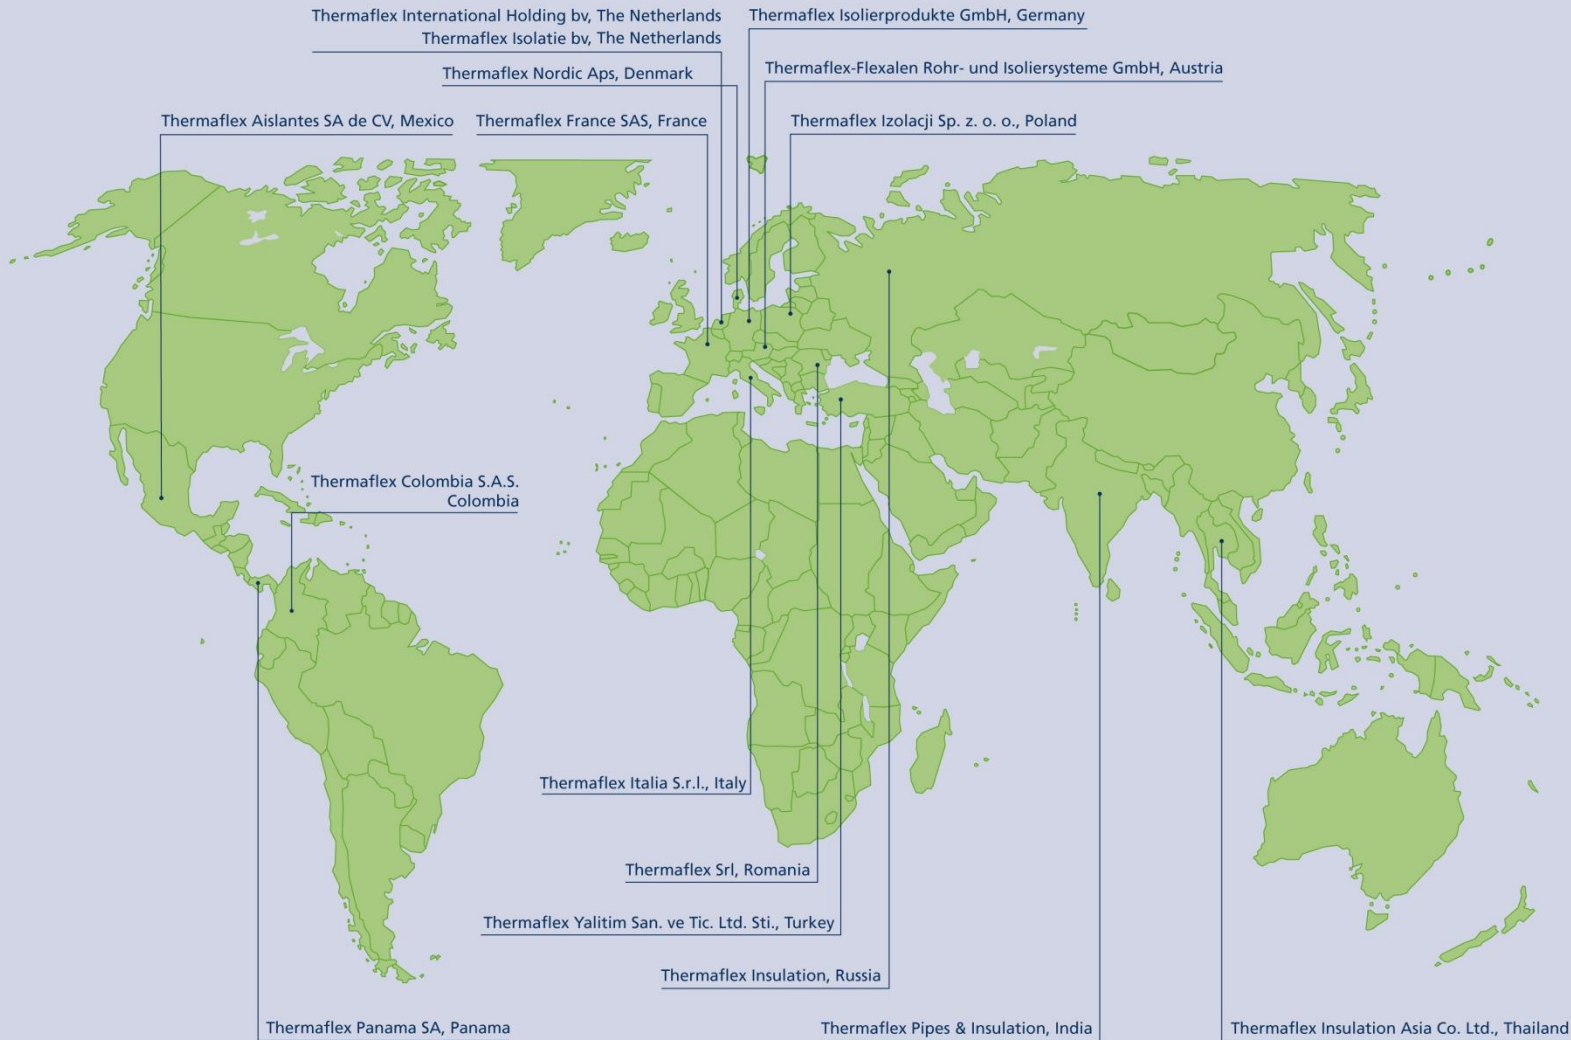 Thermaflex International Holding bv, The Netherlands
Thermaflex Isolatie bv, The Netherlands
Thermaflex Isolierprodukte GmbH, Germany
Thermaflex Nordic Aps, Denmark
Thermaflex-Flexalen Rohr- und Isoliersysteme GmbH, Austria
Thermaflex Aislantes SA de CV, Mexico
Thermaflex France SAS, France
Thermaflex Izolacji Sp. z. o. o., Poland
Thermaflex Colombia S.A.S.
Colombia
Thermaflex Italia S.r.l., Italy
Thermaflex Srl, Romania
Thermaflex Yalitim San. ve Tic. Ltd. Sti., Turkey
Thermaflex Insulation, Russia
Thermaflex Panama SA, Panama
Thermaflex Pipes & Insulation, India
Thermaflex Insulation Asia Co. Ltd., Thailand